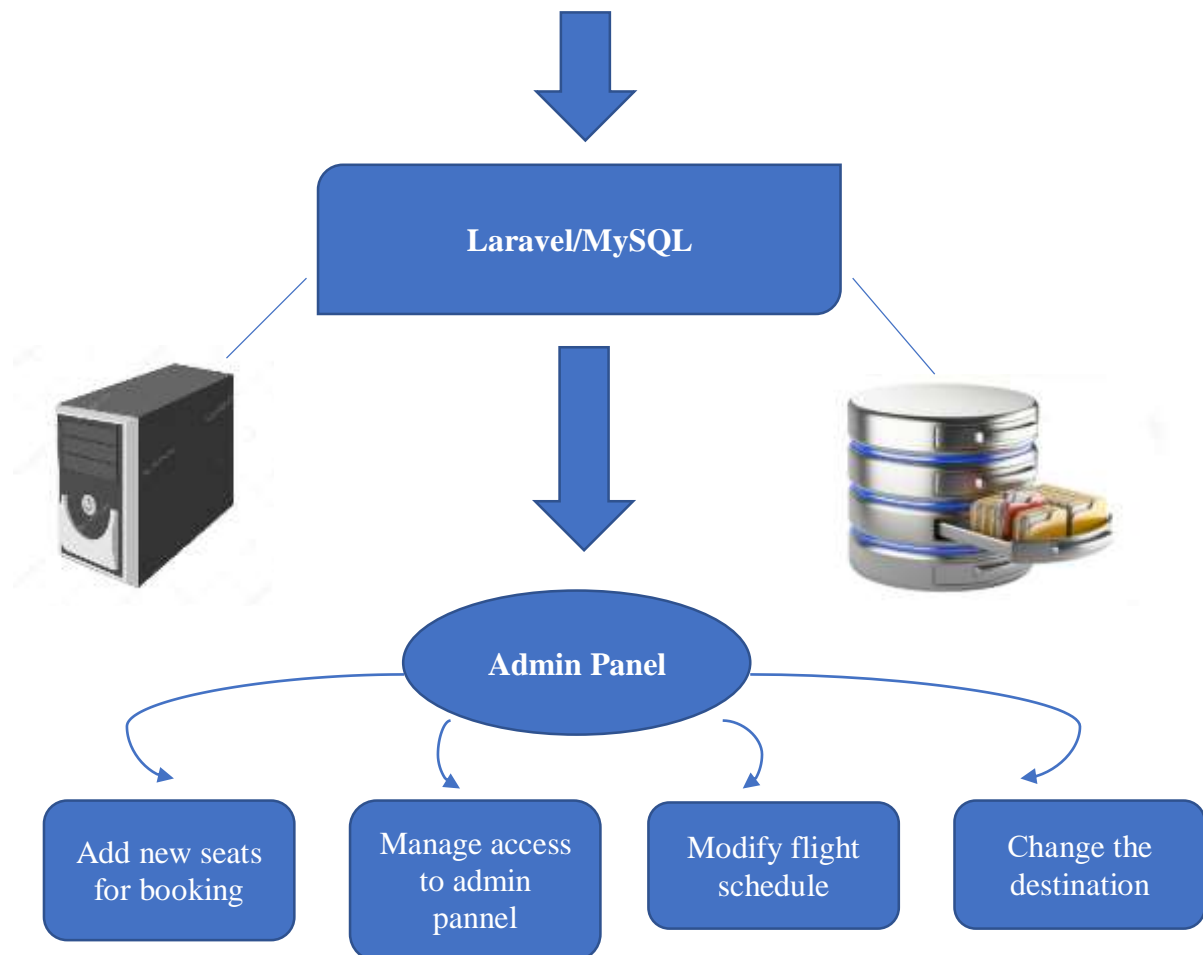 Laravel/MySQL
Admin Panel
Add new seats
for booking
Manage access
to admin
pannel
Modify flight
schedule
Change the
destination